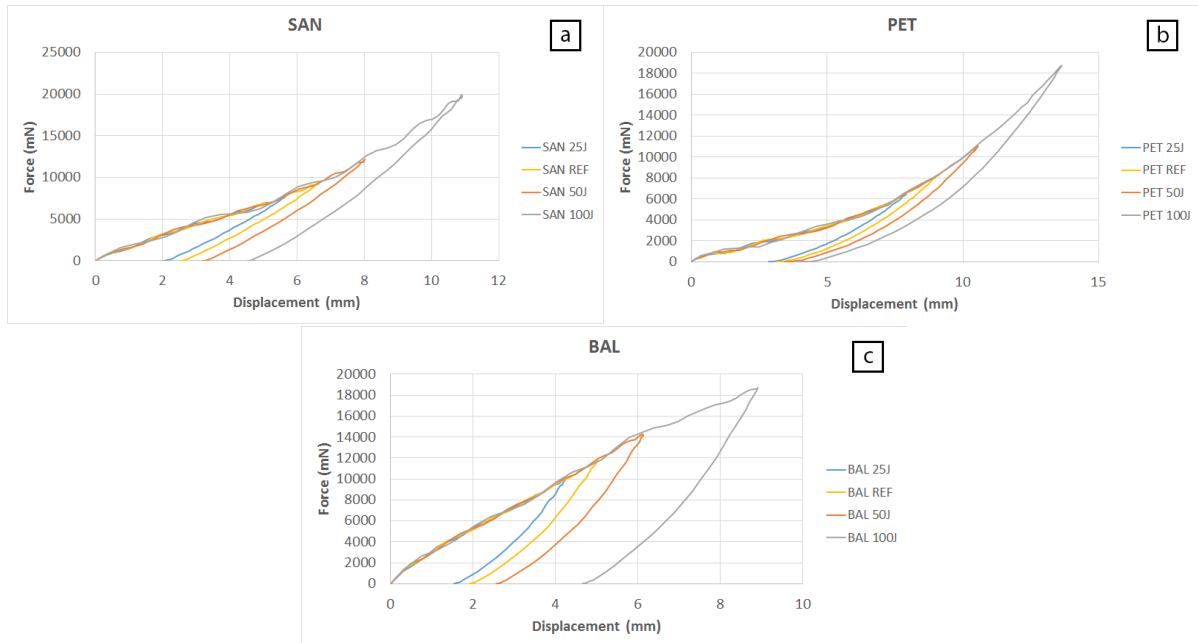 SAN
a
25000
20000
15000
10000
5000
0
Force (mN)
0 2 4 6 8 10 12
Displacement (mm)
SAN 25J
SAN REF
SAN 50J
SAN 100J
PET
b
20000
18000
16000
14000
12000
10000
8000
6000
4000
2000
0
Force (mN)
0 5 10 15
Displacement (mm)
PET 25J
PET REF
PET 50J
PET 100J
BAL
c
20000
18000
16000
14000
12000
10000
8000
6000
4000
2000
0
Force (mN)
0 2 4 6 8 10
Displacement (mm)
BAL 25J
BAL REF
BAL 50J
BAL 100J